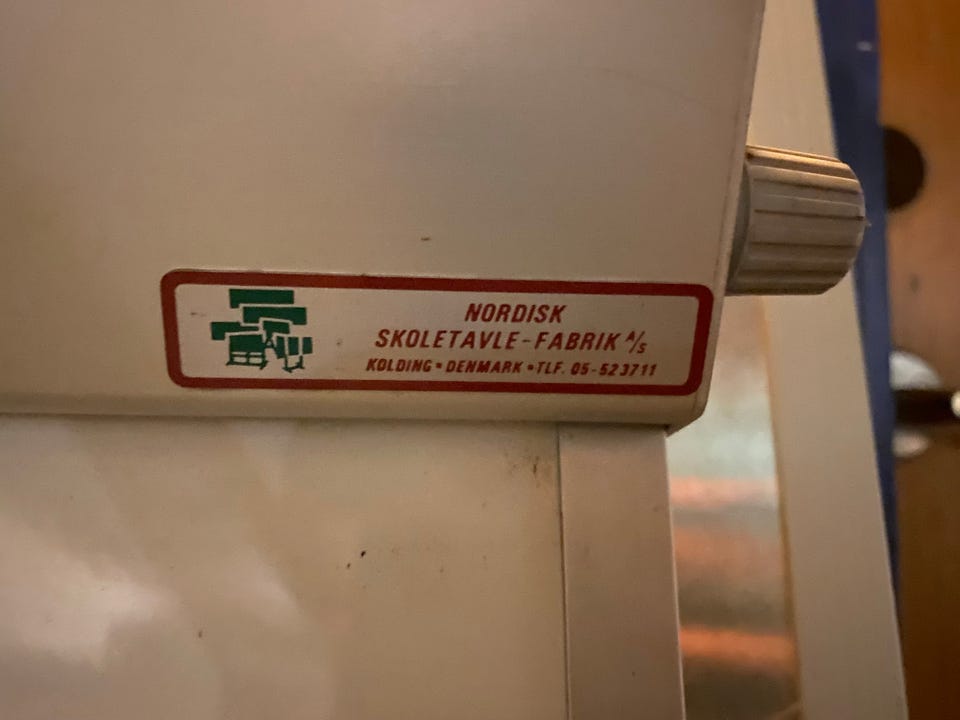 NORDISK
SKOLETAVLE-FABRIK A/S
KOLDING • DENMARK • TLF. 05-523711